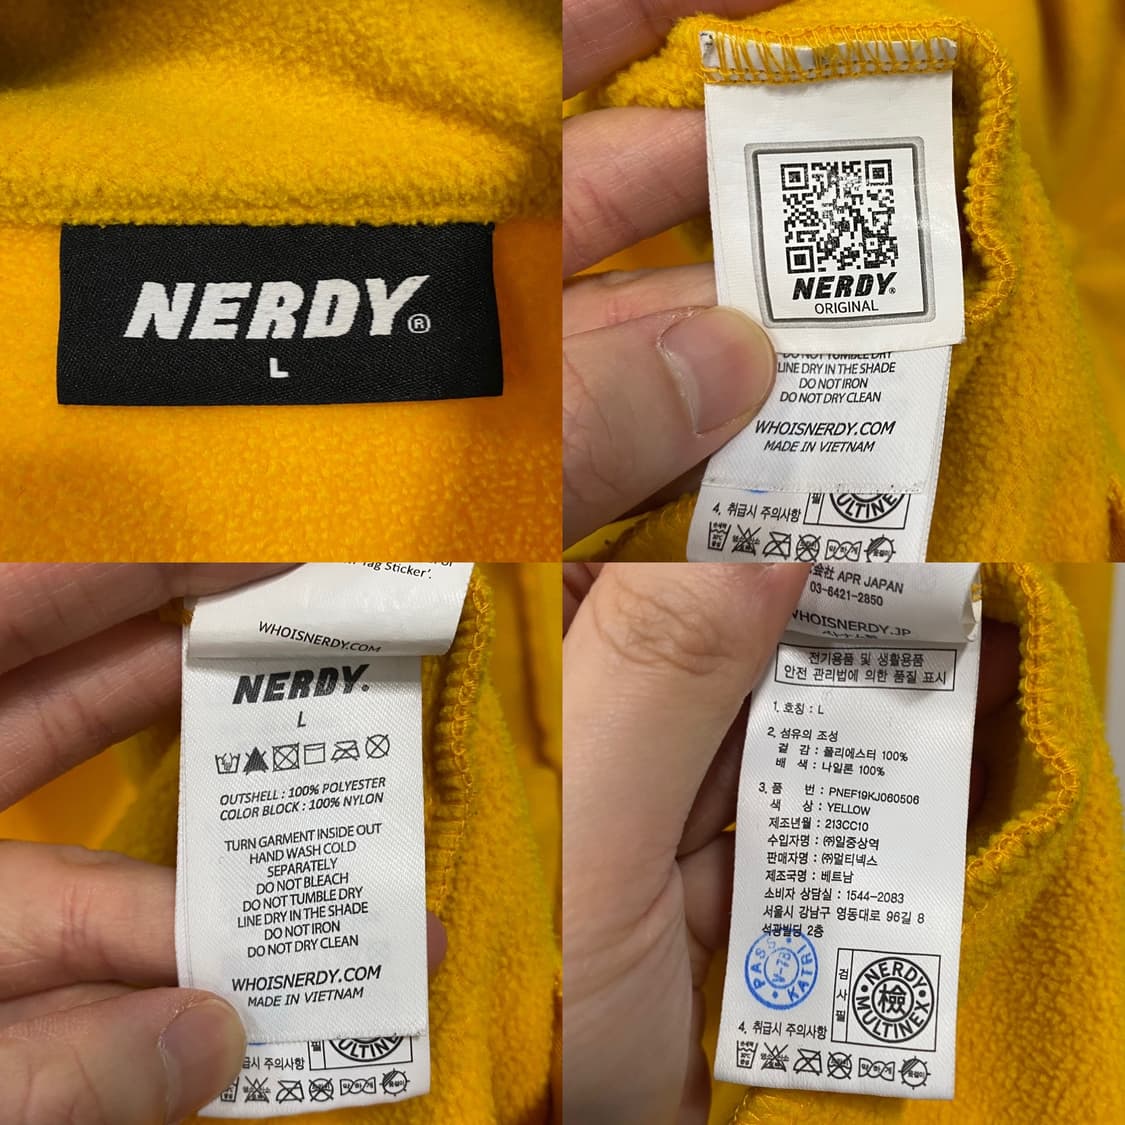 NERDY®
L
NERDY®
ORIGINAL
DO NOT TUMBLE DRY
LINE DRY IN THE SHADE
DO NOT IRON
DO NOT DRY CLEAN
WHOISNERDY.COM
MADE IN VIETNAM
필
ULTINE
4. 취급시 주의사항
Tag Sticker'.
WHOISNERDY.COM
NERDY®
L
OUTSHELL : 100% POLYESTER
COLOR BLOCK : 100% NYLON
TURN GARMENT INSIDE OUT
HAND WASH COLD
SEPARATELY
DO NOT BLEACH
DO NOT TUMBLE DRY
LINE DRY IN THE SHADE
DO NOT IRON
DO NOT DRY CLEAN
WHOISNERDY.COM
MADE IN VIETNAM
급시 주의사항
필
ULTINE
会社 APR JAPAN
03-6421-2850
WHOISNERDY.JP
전기용품 및 생활용품
안전 관리법에 의한 품질 표시
1. 호칭 : L
2. 섬유의 조성
겉 감 : 폴리에스터 100%
배 색 : 나일론 100%
3. 품 번 : PNEF19KJ060506
색 상 : YELLOW
제조년월 : 213CC10
수입자명 : ㈜일중상역
판매자명 : ㈜멀티넥스
제조국명 : 베트남
소비자 상담실 : 1544-2083
서울시 강남구 영동대로 96길 8
석광빌딩 2층
PASS
V-7B
KATRI
검사필
NERDY
檢
MULTINEX
4. 취급시 주의사항